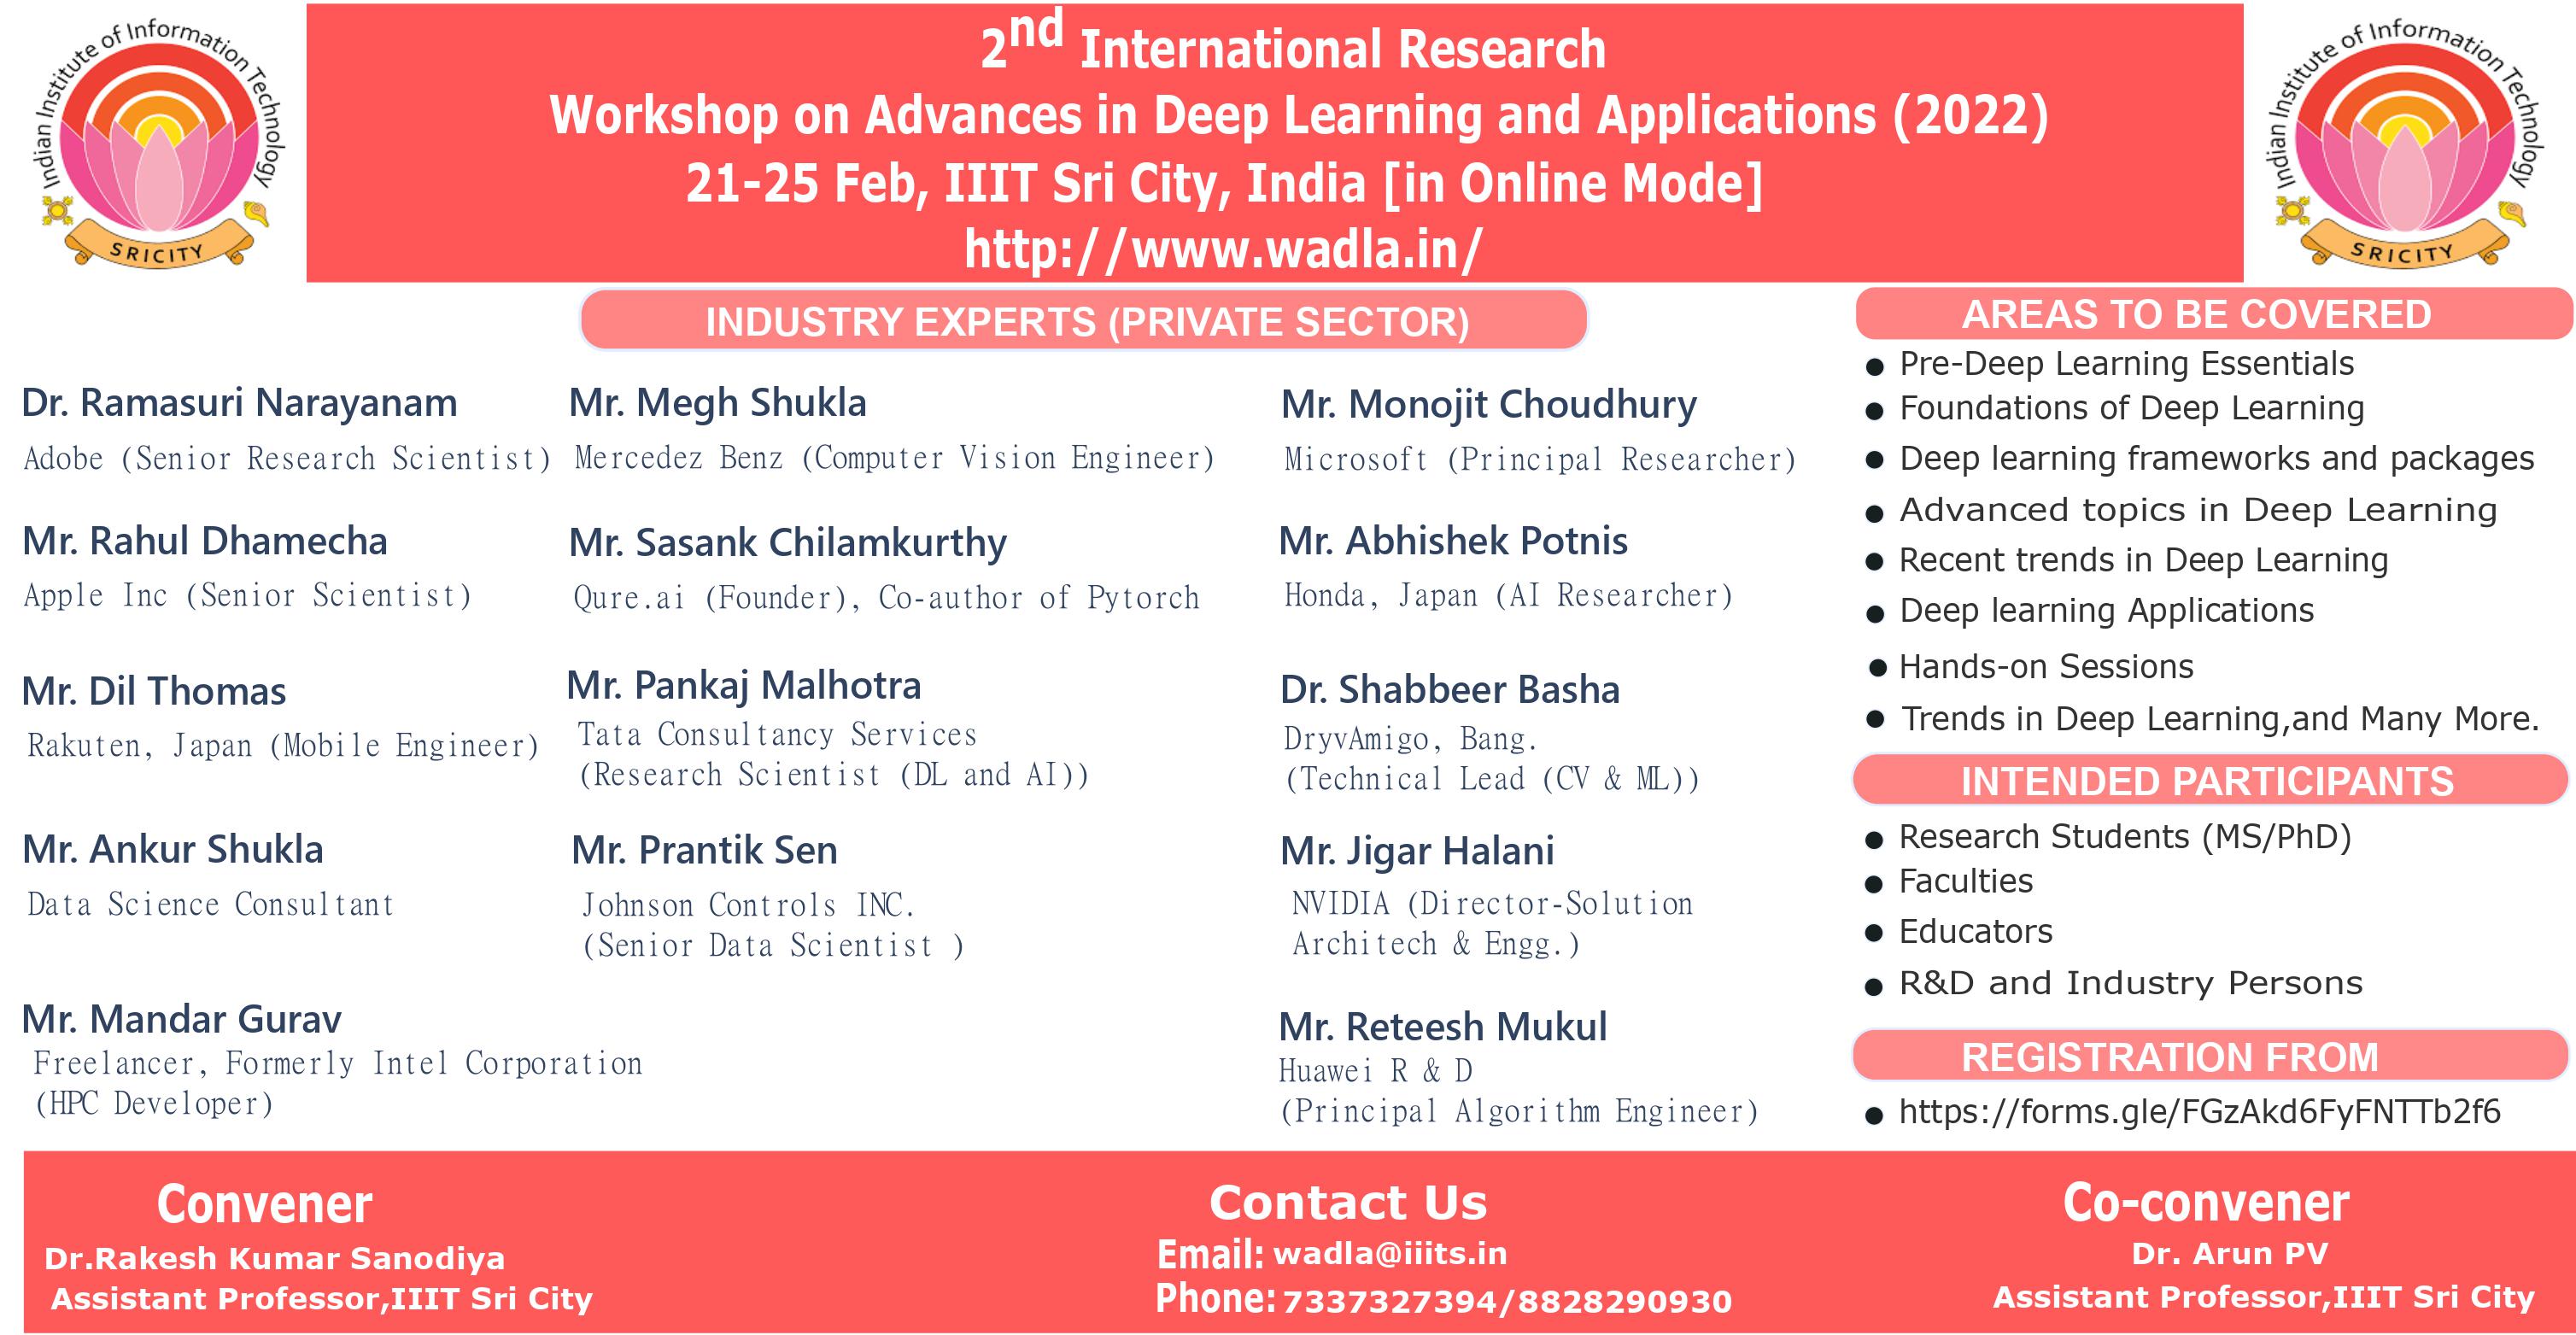 Indian Institute of Information Technology
SRICITY
2nd International Research
Workshop on Advances in Deep Learning and Applications (2022)
21-25 Feb, IIIT Sri City, India [in Online Mode]
http://www.wadla.in/
Indian Institute of Information Technology
SRICITY
INDUSTRY EXPERTS (PRIVATE SECTOR)
Dr. Ramasuri Narayanam
Adobe (Senior Research Scientist)
Mr. Rahul Dhamecha
Apple Inc (Senior Scientist)
Mr. Dil Thomas
Rakuten, Japan (Mobile Engineer)
Mr. Ankur Shukla
Data Science Consultant
Mr. Mandar Gurav
Freelancer, Formerly Intel Corporation
(HPC Developer)
Mr. Megh Shukla
Mercedez Benz (Computer Vision Engineer)
Mr. Sasank Chilamkurthy
Qure.ai (Founder), Co-author of Pytorch
Mr. Pankaj Malhotra
Tata Consultancy Services
(Research Scientist (DL and AI))
Mr. Prantik Sen
Johnson Controls INC.
(Senior Data Scientist )
Mr. Monojit Choudhury
Microsoft (Principal Researcher)
Mr. Abhishek Potnis
Honda, Japan (AI Researcher)
Dr. Shabbeer Basha
DryvAmigo, Bang.
(Technical Lead (CV & ML))
Mr. Jigar Halani
NVIDIA (Director-Solution
Architech & Engg.)
Mr. Reteesh Mukul
Huawei R & D
(Principal Algorithm Engineer)
AREAS TO BE COVERED
● Pre-Deep Learning Essentials
● Foundations of Deep Learning
● Deep learning frameworks and packages
● Advanced topics in Deep Learning
● Recent trends in Deep Learning
● Deep learning Applications
● Hands-on Sessions
● Trends in Deep Learning,and Many More.
INTENDED PARTICIPANTS
● Research Students (MS/PhD)
● Faculties
● Educators
● R&D and Industry Persons
REGISTRATION FROM
● https://forms.gle/FGzAkd6FyFNTTb2f6
Convener
Dr.Rakesh Kumar Sanodiya
Assistant Professor,IIIT Sri City
Contact Us
Email: wadla@iiits.in
Phone: 7337327394/8828290930
Co-convener
Dr. Arun PV
Assistant Professor,IIIT Sri City